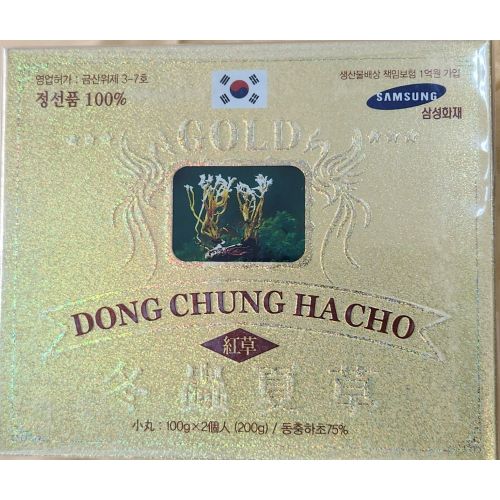 영업허가 : 금산위제 3-7호
정선품 100%
생산물배상 책임보험 1억원 가입
SAMSUNG
삼성화재
GOLD
DONG CHUNG HACHO
紅草
冬蟲夏草
小丸 : 100g×2個入 (200g) / 동충하초75%